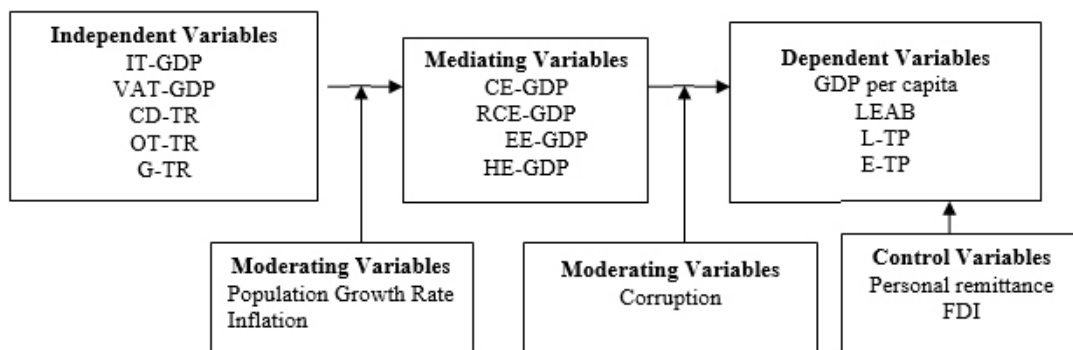 Independent Variables
IT-GDP
VAT-GDP
CD-TR
OT-TR
G-TR
Mediating Variables
CE-GDP
RCE-GDP
EE-GDP
HE-GDP
Dependent Variables
GDP per capita
LEAB
L-TP
E-TP
Moderating Variables
Population Growth Rate
Inflation
Moderating Variables
Corruption
Control Variables
Personal remittance
FDI